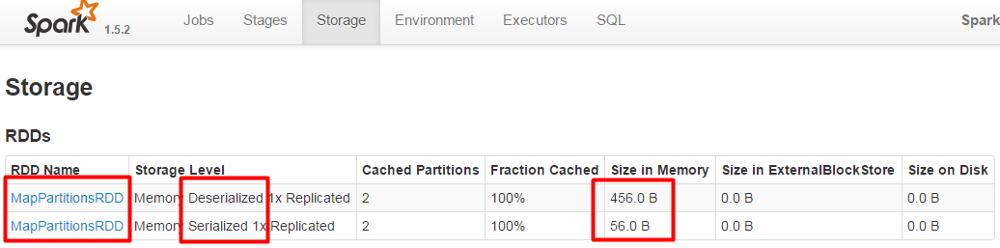 Spark 1.5.2 Jobs Stages Storage Environment Executors SQL Spark
Storage
RDDs
RDD Name Storage Level Cached Partitions Fraction Cached Size in Memory Size in ExternalBlockStore Size on Disk
MapPartitionsRDD Memory Deserialized 1x Replicated 2 100% 456.0 B 0.0 B 0.0 B
MapPartitionsRDD Memory Serialized 1x Replicated 2 100% 56.0 B 0.0 B 0.0 B